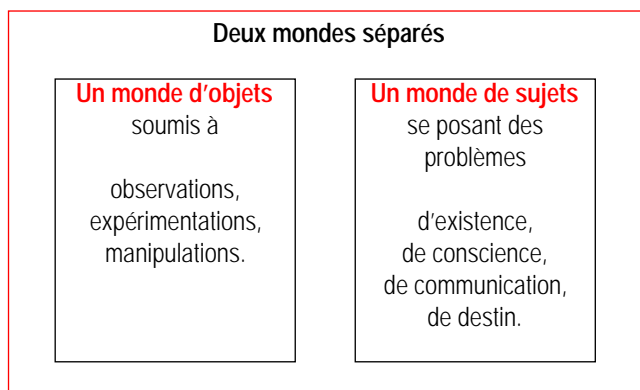 Deux mondes séparés
Un monde d'objets
soumis à
observations,
expérimentations,
manipulations.
Un monde de sujets
se posant des
problèmes
d'existence,
de conscience,
de communication,
de destin.